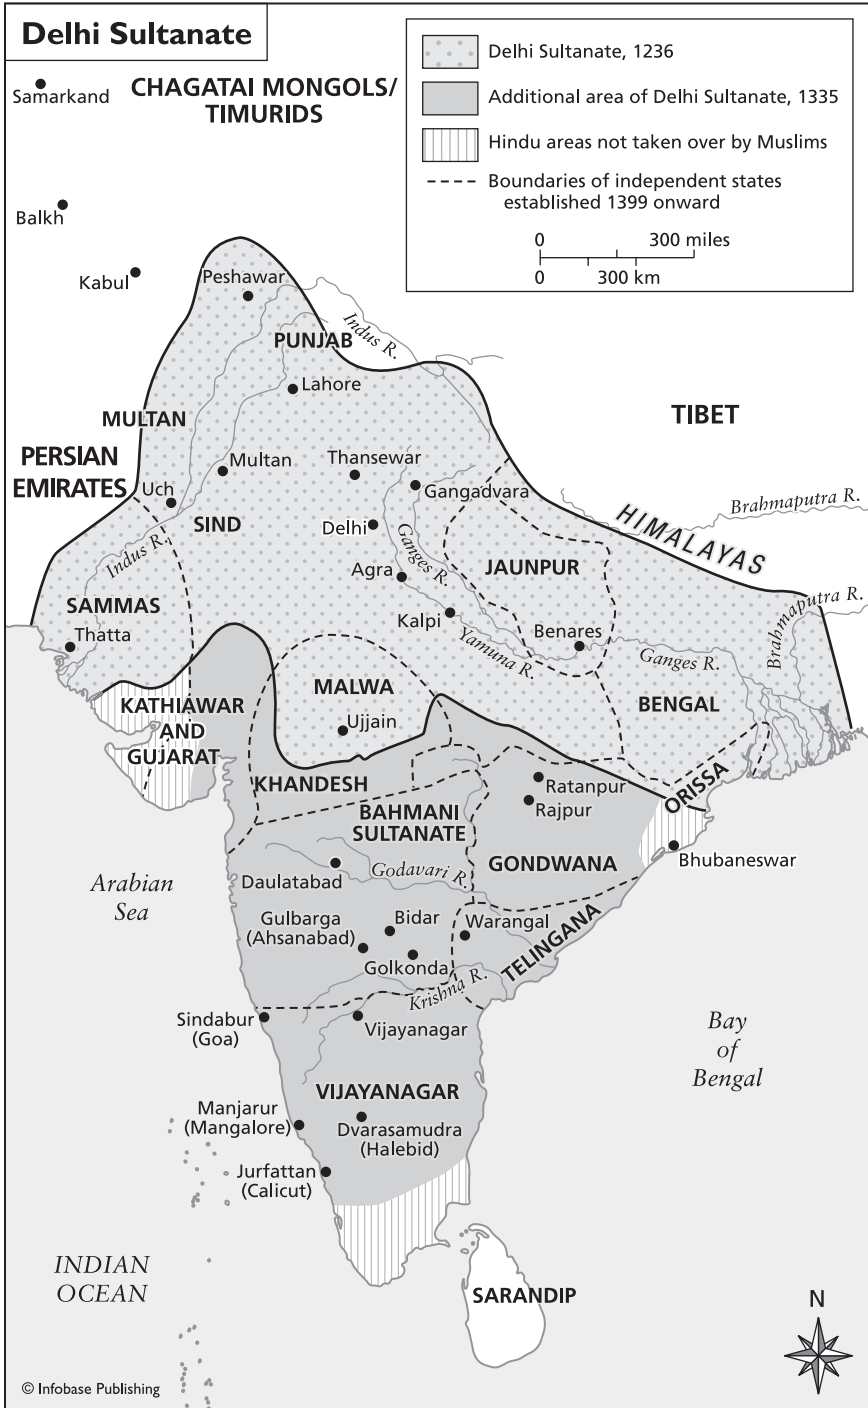 Delhi Sultanate
Delhi Sultanate, 1236
Additional area of Delhi Sultanate, 1335
Hindu areas not taken over by Muslims
Boundaries of independent states
established 1399 onward
0 300 miles
0 300 km
Samarkand
CHAGATAI MONGOLS/
TIMURIDS
Balkh
Kabul
Peshawar
Indus R.
PUNJAB
Lahore
MULTAN
TIBET
PERSIAN
EMIRATES
Multan
Thansewar
Uch
Gangadvara
Brahmaputra R.
SIND
Delhi
HIMALAYAS
Indus R.
Ganges R.
JAUNPUR
Agra
SAMMAS
Brahmaputra R.
Thatta
Kalpi
Benares
Yamuna R.
Ganges R.
MALWA
BENGAL
KATHIAWAR
AND
GUJARAT
Ujjain
KHANDESH
Ratanpur
Rajpur
ORISSA
BAHMANI
SULTANATE
GONDWANA
Bhubaneswar
Arabian
Sea
Daulatabad
Godavari R.
Gulbarga
(Ahsanabad)
Bidar
Warangal
TELINGANA
Golkonda
Krishna R.
Sindabur
(Goa)
Vijayanagar
Bay
of
Bengal
VIJAYANAGAR
Manjarur
(Mangalore)
Dvarasamudra
(Halebid)
Jurfattan
(Calicut)
INDIAN
OCEAN
SARANDIP
N
© Infobase Publishing